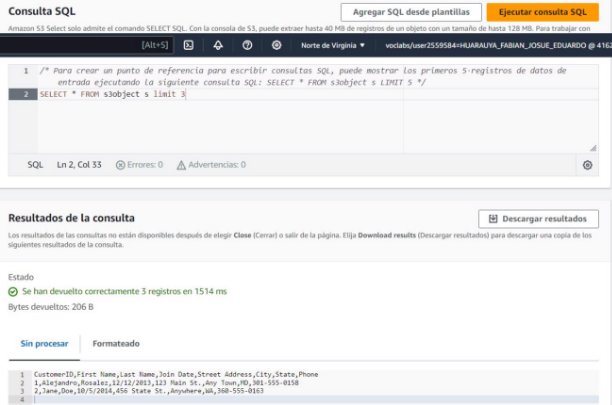 Consulta SQL
Agregar SQL desde plantillas
Ejecutar consulta SQL
Amazon S3 Select solo admite el comando SELECT SQL. Con la consola de S3, puede extraer hasta 40 MB de registros de un objeto con un tamaño de hasta 128 MB. Para trabajar con
[Alt+S]
Norte de Virginia
voclabs/user2559584=HUARAUYA_FABIAN_JOSUE_EDUARDO @ 4162
1 /* Para crear un punto de referencia para escribir consultas SQL, puede mostrar los primeros 5 registros de datos de
entrada ejecutando la siguiente consulta SQL: SELECT * FROM s3object s LIMIT 5 */
2 SELECT * FROM s3object s limit 3
SQL Ln 2, Col 33 Errores: 0 Advertencias: 0
Resultados de la consulta
Descargar resultados
Los resultados de las consultas no están disponibles después de elegir Close (Cerrar) o salir de la página. Elija Download results (Descargar resultados) para descargar una copia de los
siguientes resultados de la consulta.
Estado
Se han devuelto correctamente 3 registros en 1514 ms
Bytes devueltos: 206 B
Sin procesar Formateado
1 CustomerID,First Name,Last Name,Join Date,Street Address,City,State,Phone
2 1,Alejandro,Rosalez,12/12/2013,123 Main St.,Any Town,MD,301-555-0158
3 2,Jane,Doe,10/5/2014,456 State St.,Anywhere,WA,360-555-0163
4